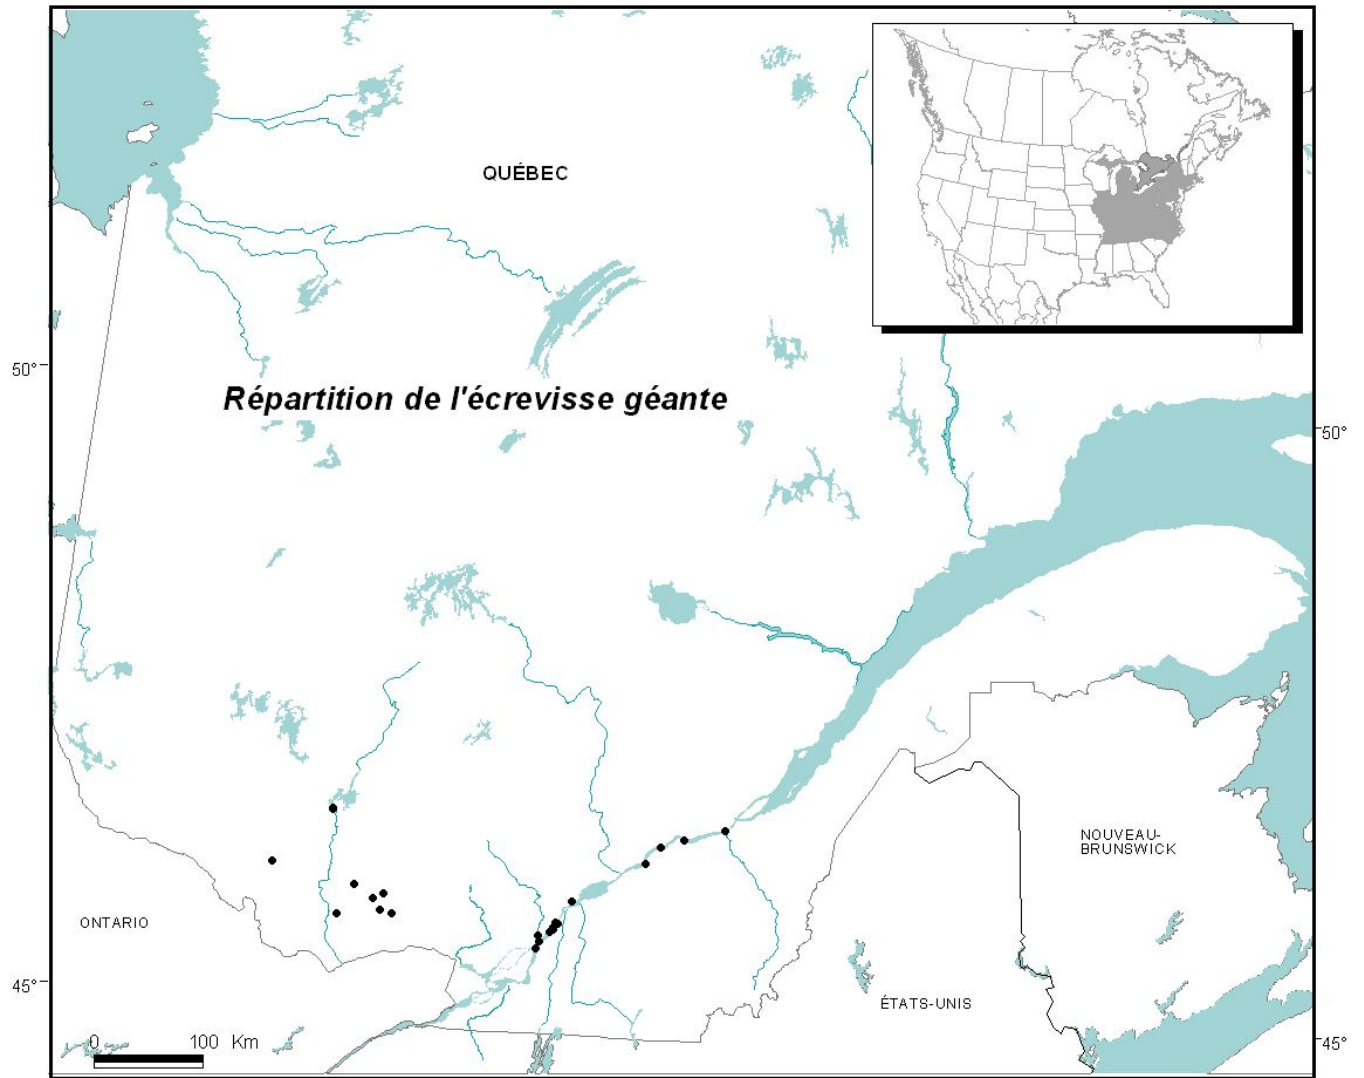 QUÉBEC
50°
Répartition de l'écrevisse géante
50°
NOUVEAU-
BRUNSWICK
ONTARIO
45°
ÉTATS-UNIS
0 100 Km
45°